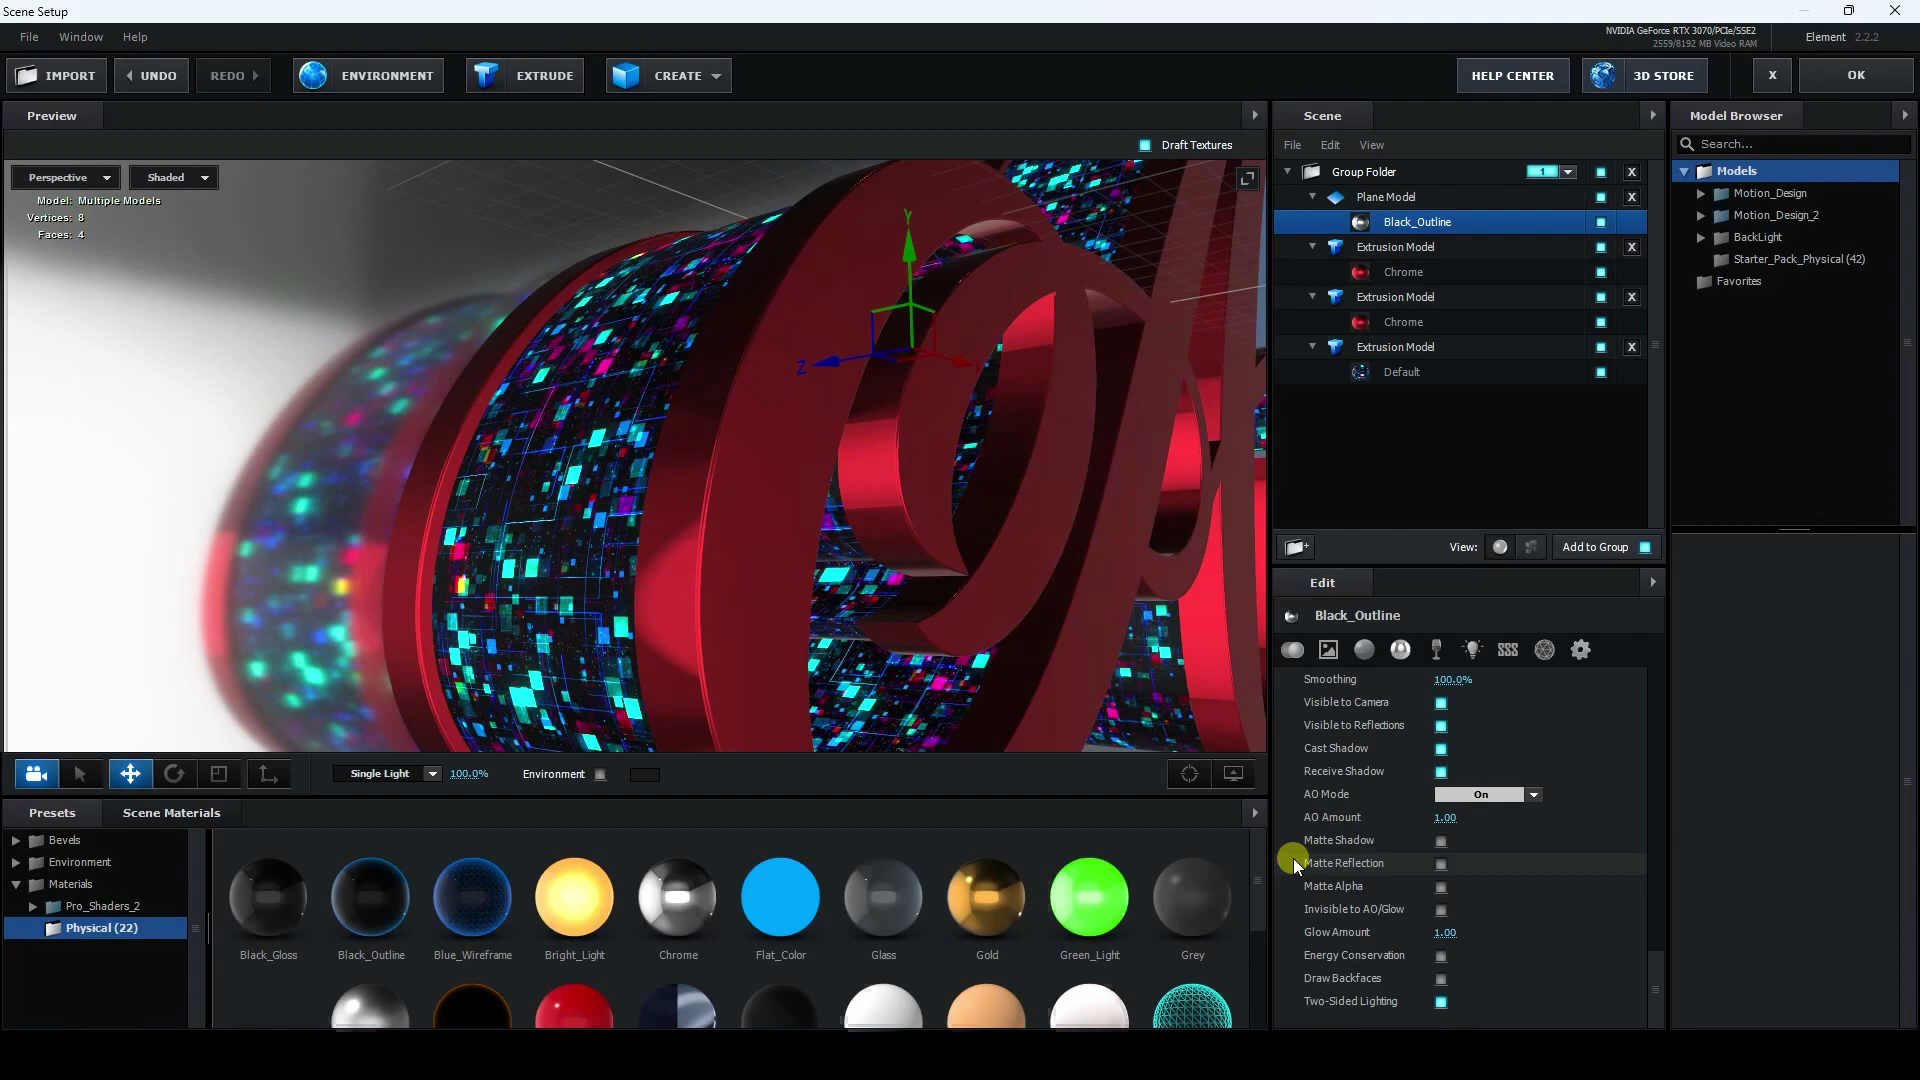 Scene Setup
File Window Help
NVIDIA GeForce RTX 3070/PCIe/SSE2
2559/8192 MB Video RAM
Element 2.2.2
IMPORT UNDO REDO ENVIRONMENT EXTRUDE CREATE HELP CENTER 3D STORE X OK
Preview
Draft Textures
Perspective Shaded
Model: Multiple Models
Vertices: 8
Faces: 4
Y
Z
Single Light 100.0% Environment
Presets Scene Materials
Bevels
Environment
Materials
Pro_Shaders_2
Physical (22)
Black_Gloss Black_Outline Blue_Wireframe Bright_Light Chrome Flat_Color Glass Gold Green_Light Grey
Scene
File Edit View
Group Folder 1 X
Plane Model X
Black_Outline
Extrusion Model X
Chrome
Extrusion Model X
Chrome
Extrusion Model X
Default
View: Add to Group
Edit
Black_Outline
Smoothing 100.0%
Visible to Camera
Visible to Reflections
Cast Shadow
Receive Shadow
AO Mode On
AO Amount 1.00
Matte Shadow
Matte Reflection
Matte Alpha
Invisible to AO/Glow
Glow Amount 1.00
Energy Conservation
Draw Backfaces
Two-Sided Lighting
Model Browser
Search...
Models
Motion_Design
Motion_Design_2
BackLight
Starter_Pack_Physical (42)
Favorites